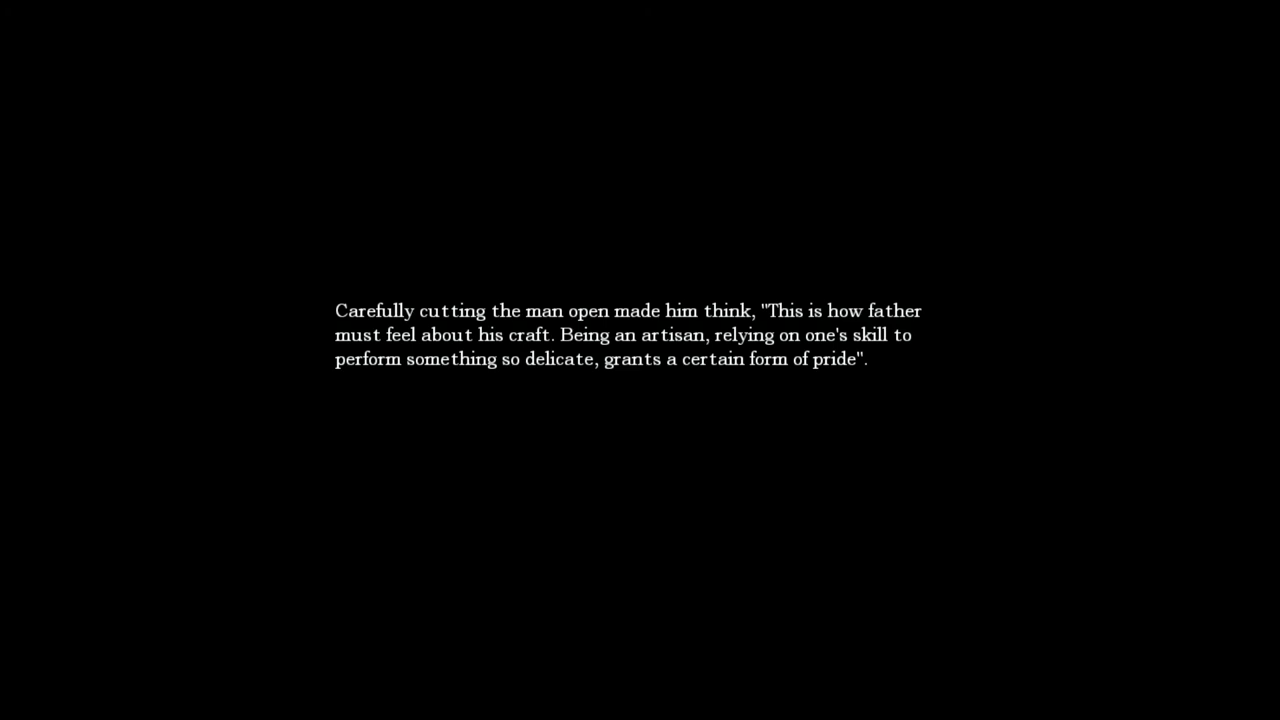 Carefully cutting the man open made him think, "This is how father
must feel about his craft. Being an artisan, relying on one's skill to
perform something so delicate, grants a certain form of pride".